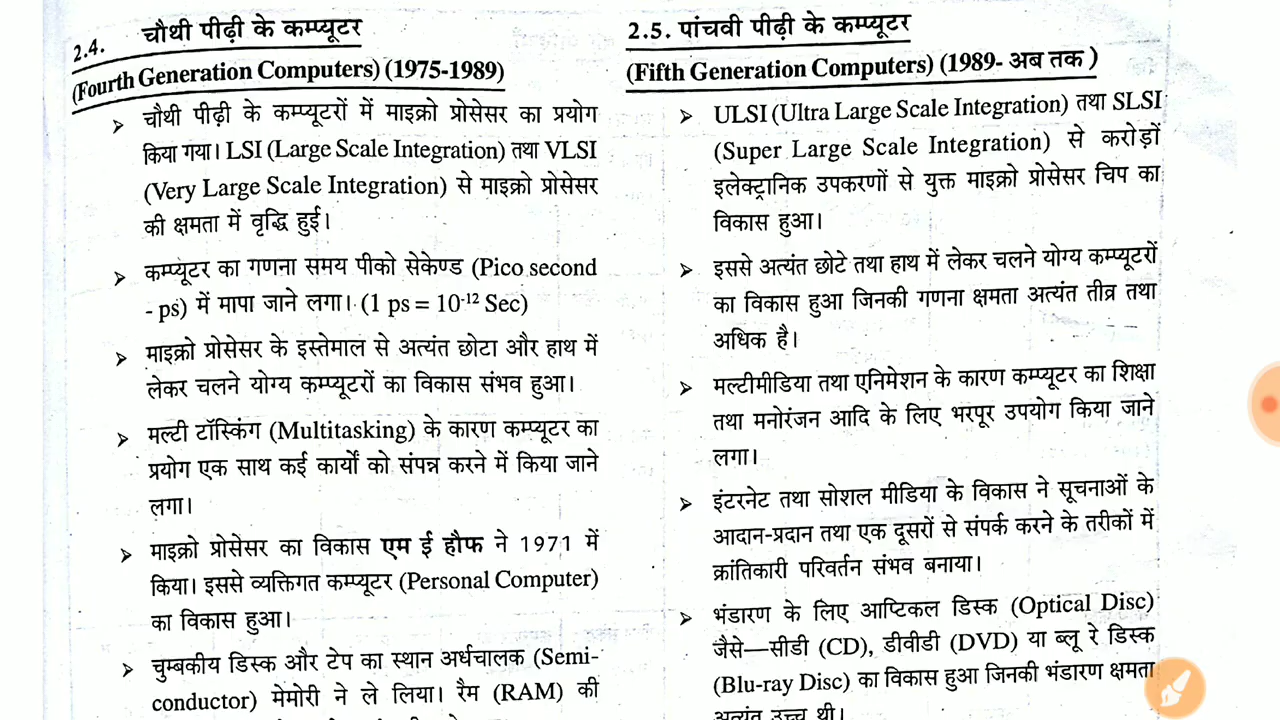 2.4. चौथी पीढ़ी के कम्प्यूटर
(Fourth Generation Computers) (1975-1989)
➢ चौथी पीढ़ी के कम्प्यूटरों में माइक्रो प्रोसेसर का प्रयोग
किया गया। LSI (Large Scale Integration) तथा VLSI
(Very Large Scale Integration) से माइक्रो प्रोसेसर
की क्षमता में वृद्धि हुई।
➢ कम्प्यूटर का गणना समय पीको सेकेण्ड (Pico second
- ps) में मापा जाने लगा। (1 ps = 10⁻¹² Sec)
➢ माइक्रो प्रोसेसर के इस्तेमाल से अत्यंत छोटा और हाथ में
लेकर चलने योग्य कम्प्यूटरों का विकास संभव हुआ।
➢ मल्टी टॉस्किंग (Multitasking) के कारण कम्प्यूटर का
प्रयोग एक साथ कई कार्यों को संपन्न करने में किया जाने
लगा।
➢ माइक्रो प्रोसेसर का विकास एम ई हौफ ने 1971 में
किया। इससे व्यक्तिगत कम्प्यूटर (Personal Computer)
का विकास हुआ।
➢ चुम्बकीय डिस्क और टेप का स्थान अर्धचालक (Semi-
conductor) मेमोरी ने ले लिया। रैम (RAM) की
2.5. पांचवी पीढ़ी के कम्प्यूटर
(Fifth Generation Computers) (1989- अब तक)
➢ ULSI (Ultra Large Scale Integration) तथा SLSI
(Super Large Scale Integration) से करोड़ों
इलेक्ट्रानिक उपकरणों से युक्त माइक्रो प्रोसेसर चिप का
विकास हुआ।
➢ इससे अत्यंत छोटे तथा हाथ में लेकर चलने योग्य कम्प्यूटरों
का विकास हुआ जिनकी गणना क्षमता अत्यंत तीव्र तथा
अधिक है।
➢ मल्टीमीडिया तथा एनिमेशन के कारण कम्प्यूटर का शिक्षा
तथा मनोरंजन आदि के लिए भरपूर उपयोग किया जाने
लगा।
➢ इंटरनेट तथा सोशल मीडिया के विकास ने सूचनाओं के
आदान-प्रदान तथा एक दूसरों से संपर्क करने के तरीकों में
क्रांतिकारी परिवर्तन संभव बनाया।
➢ भंडारण के लिए आप्टिकल डिस्क (Optical Disc)
जैसे—सीडी (CD), डीवीडी (DVD) या ब्लू रे डिस्क
(Blu-ray Disc) का विकास हुआ जिनकी भंडारण क्षमता
अत्यंत उच्च थी।